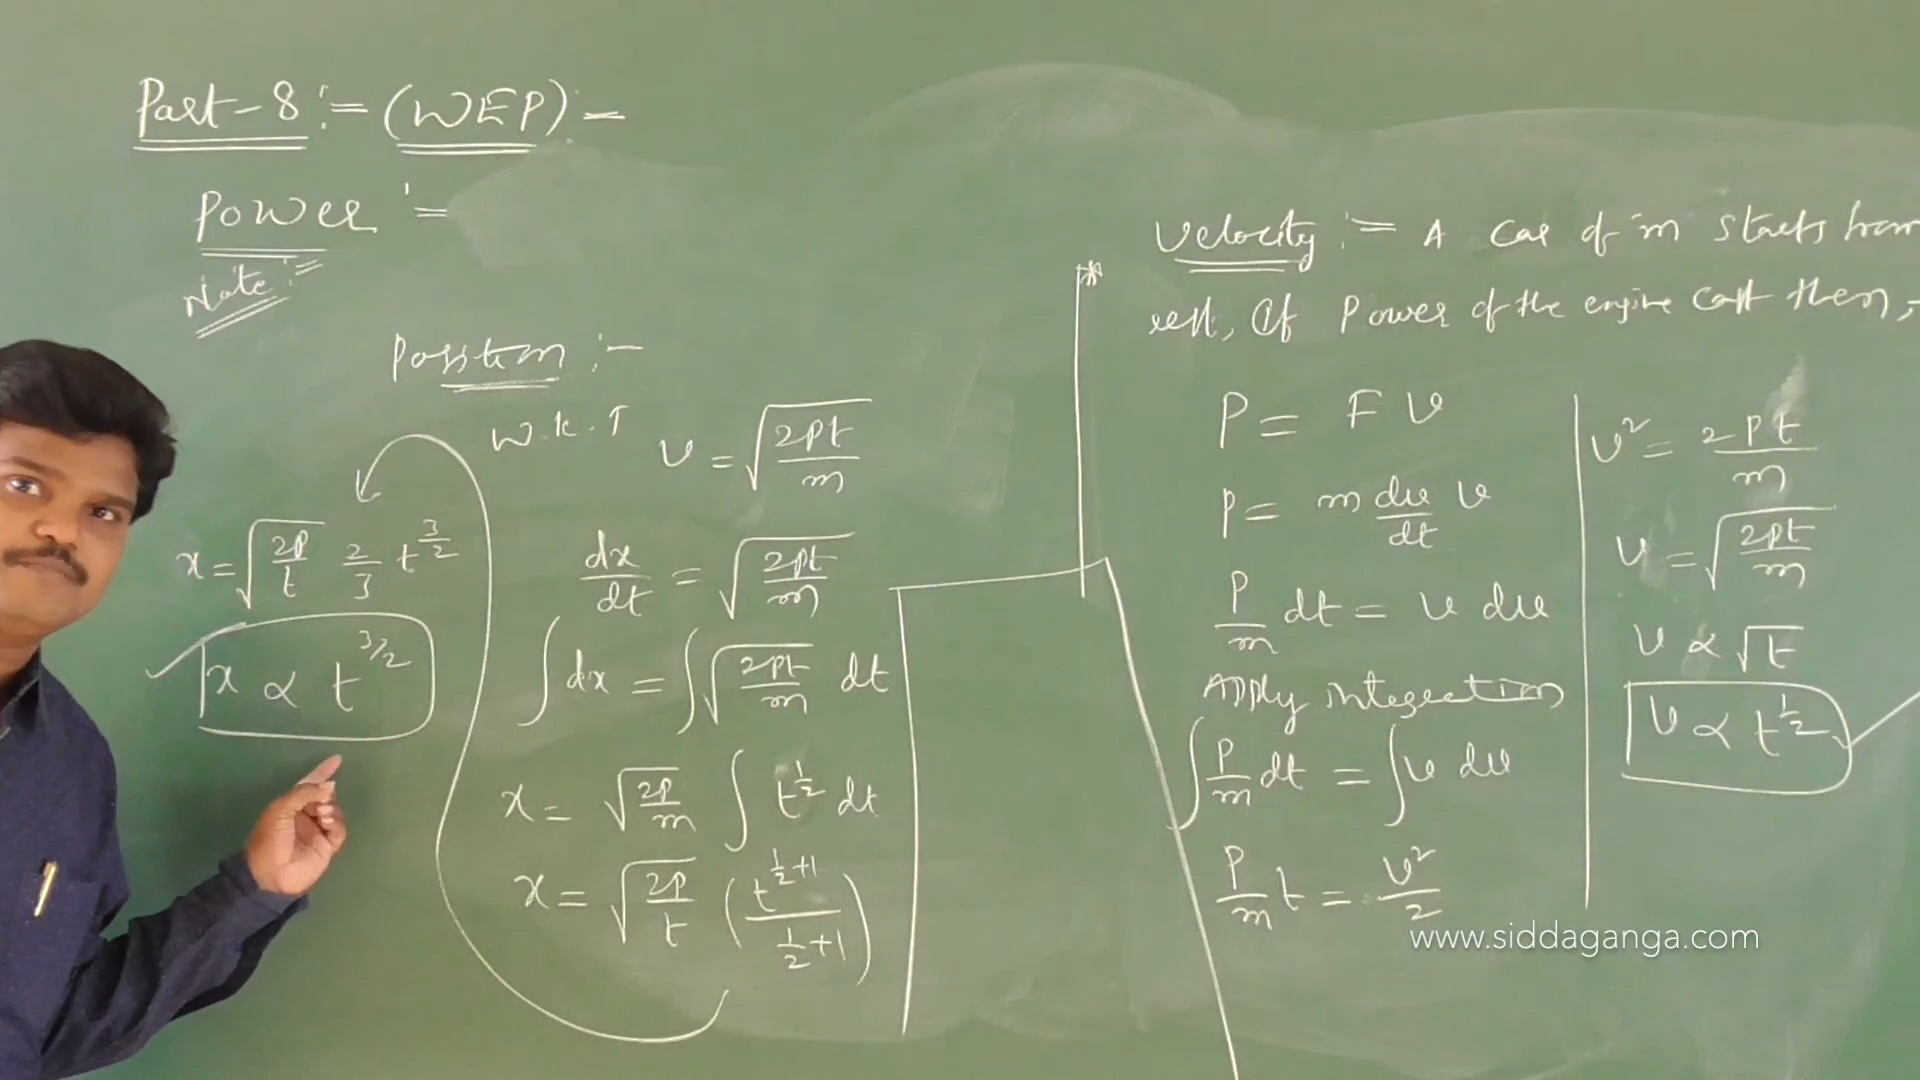 Part-8 :- (WEP) :-
Power :-
Note :-
Position :-
W.K.T v = √(2Pt/m)
dx/dt = √(2Pt/m)
∫dx = ∫√(2Pt/m) dt
x = √(2P/m) ∫ t^(1/2) dt
x = √(2P/t) (t^(1/2+1) / (1/2+1))
x = √(2P/t) 2/3 t^(3/2)
x ∝ t^(3/2)
* Velocity :- A car of m starts from
rest, If Power of the engine cost then,-
P = F v
P = m dv/dt v
P/m dt = v dv
Apply integration
∫ P/m dt = ∫ v dv
P/m t = v²/2
v² = 2Pt/m
v = √(2Pt/m)
v ∝ √t
v ∝ t^(1/2)
www.siddaganga.com